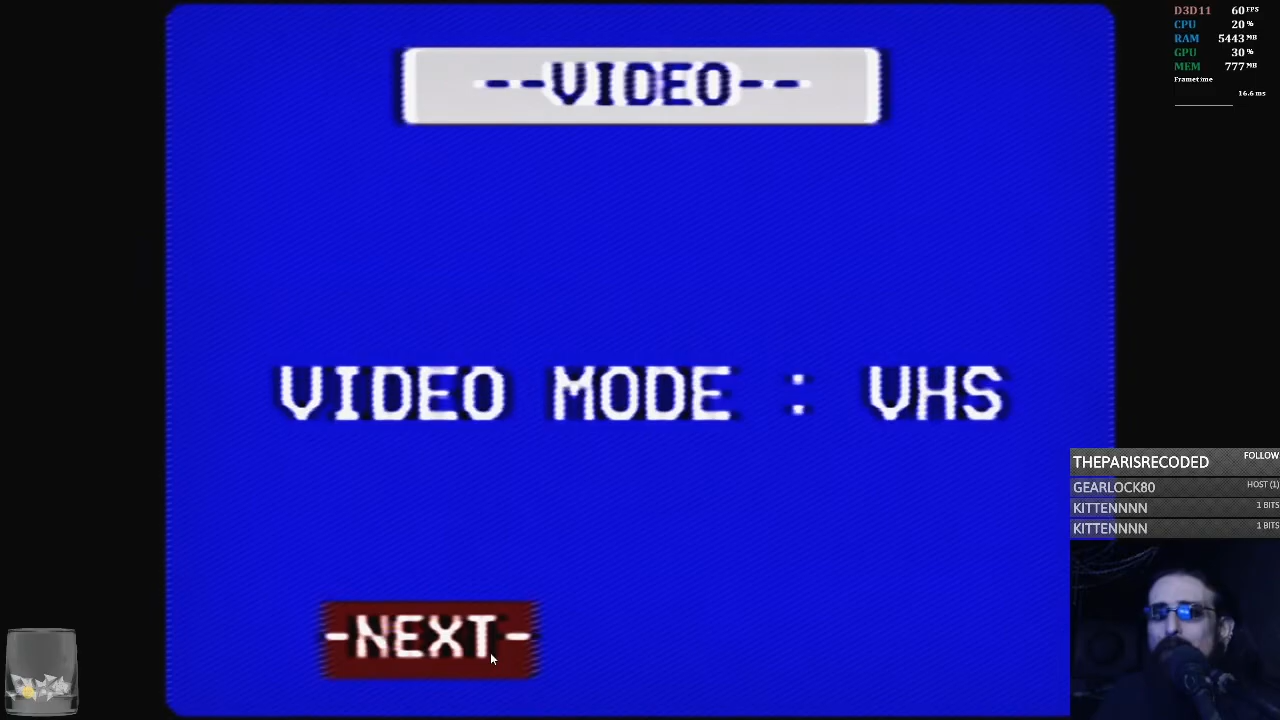 --VIDEO--
VIDEO MODE : VHS
-NEXT-
D3D11 60 FPS
CPU 20 %
RAM 5443 MB
GPU 30 %
MEM 777 MB
Frametime
16.6 ms
THEPARISRECODED FOLLOW
GEARLOCK80 HOST (1)
KITTENNNN 1 BITS
KITTENNNN 1 BITS